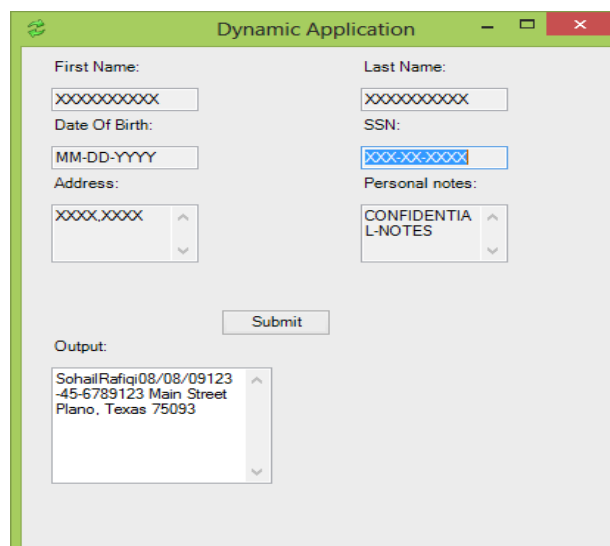 Dynamic Application
First Name:
Last Name:
XXXXXXXXXX
XXXXXXXXXX
Date Of Birth:
SSN:
MM-DD-YYYY
XXX-XX-XXXX
Address:
Personal notes:
XXXX,XXXX
CONFIDENTIA
L-NOTES
Submit
Output:
SohailRafiqi08/08/09123
-45-6789123 Main Street
Plano, Texas 75093